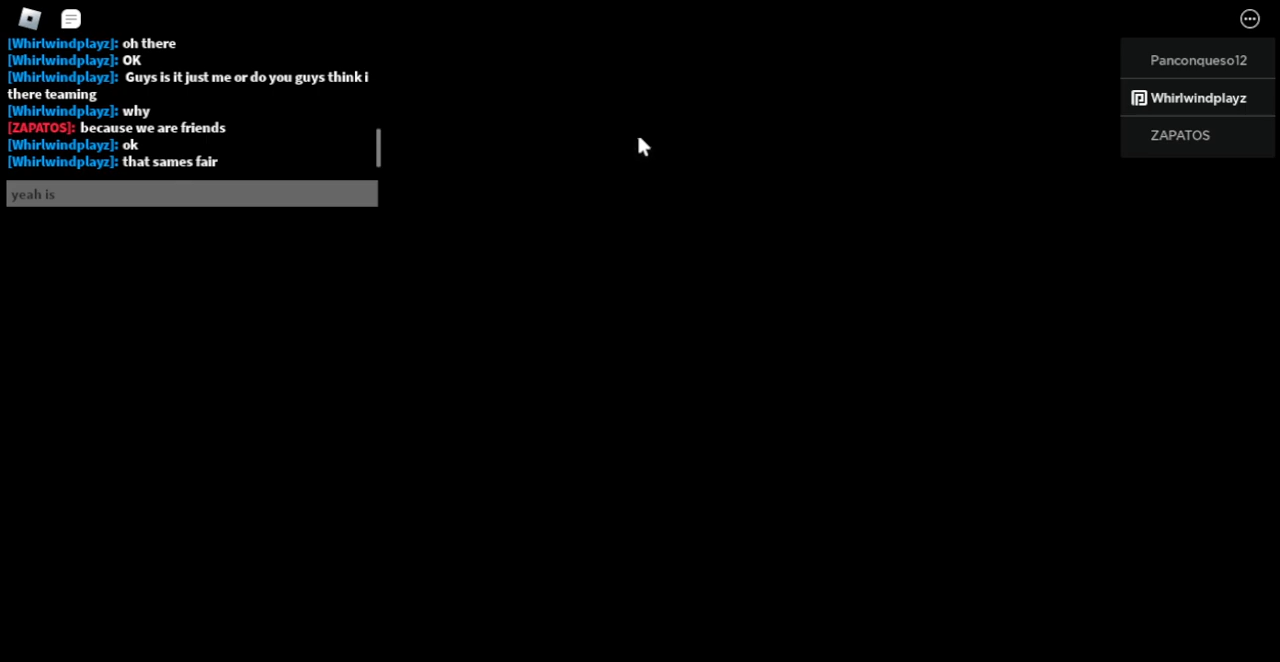 [Whirlwindplayz]: oh there
[Whirlwindplayz]: OK
[Whirlwindplayz]: Guys is it just me or do you guys think i
there teaming
[Whirlwindplayz]: why
[ZAPATOS]: because we are friends
[Whirlwindplayz]: ok
[Whirlwindplayz]: that sames fair
yeah is
Panconqueso12
Whirlwindplayz
ZAPATOS